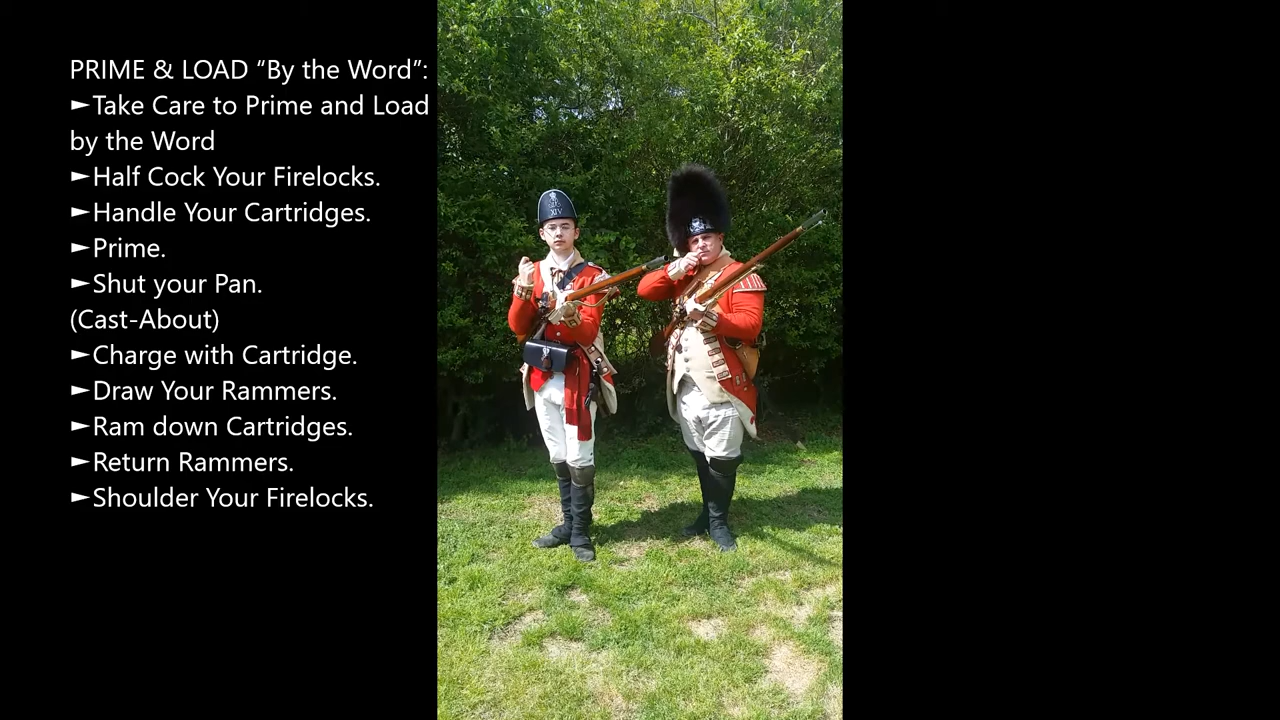 PRIME & LOAD “By the Word”:
►Take Care to Prime and Load
by the Word
►Half Cock Your Firelocks.
►Handle Your Cartridges.
►Prime.
►Shut your Pan.
(Cast-About)
►Charge with Cartridge.
►Draw Your Rammers.
►Ram down Cartridges.
►Return Rammers.
►Shoulder Your Firelocks.
XIV